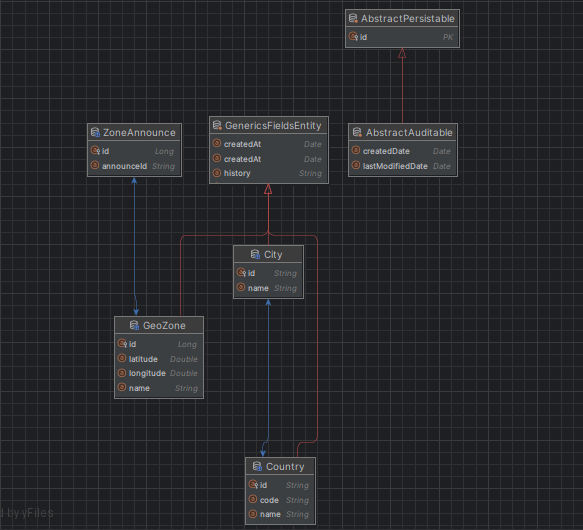 AbstractPersistable
id PK
ZoneAnnounce
id Long
announceId String
GenericsFieldsEntity
createdAt Date
createdAt Date
history String
AbstractAuditable
createdDate Date
lastModifiedDate Date
City
id String
name String
GeoZone
id Long
latitude Double
longitude Double
name String
Country
id String
code String
name String
d by yFiles